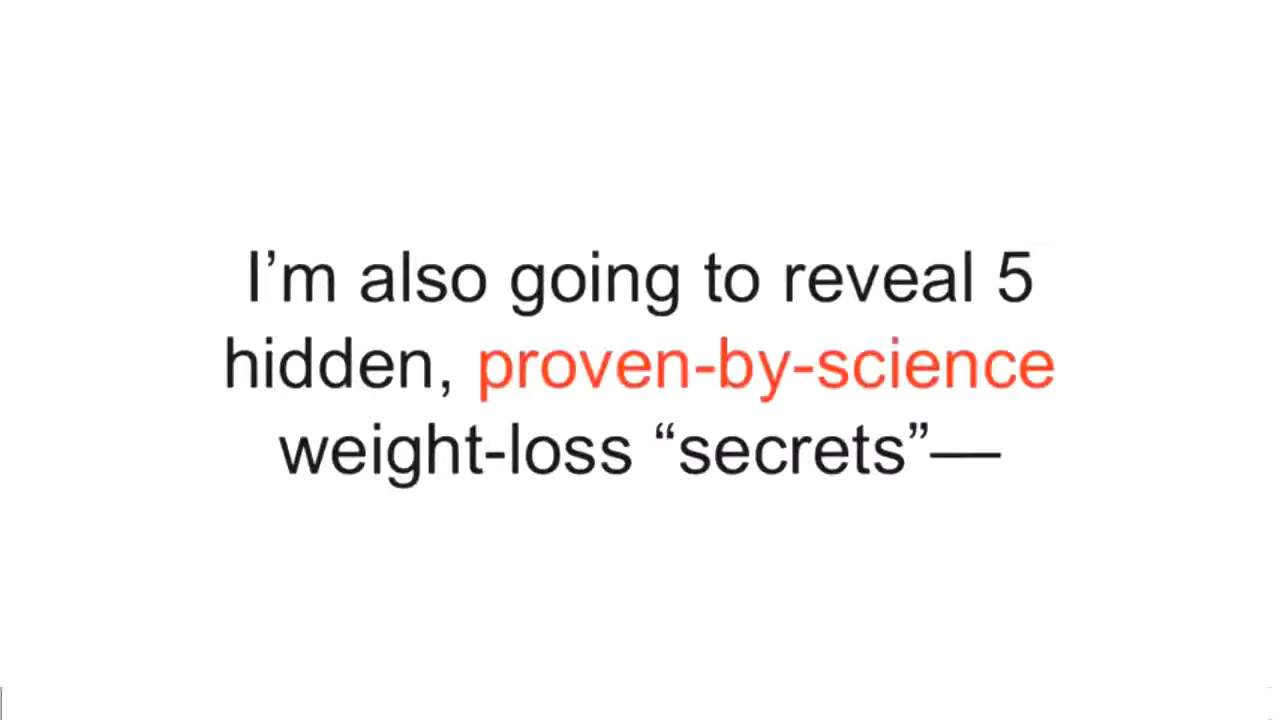 I’m also going to reveal 5
hidden, proven-by-science
weight-loss “secrets”—